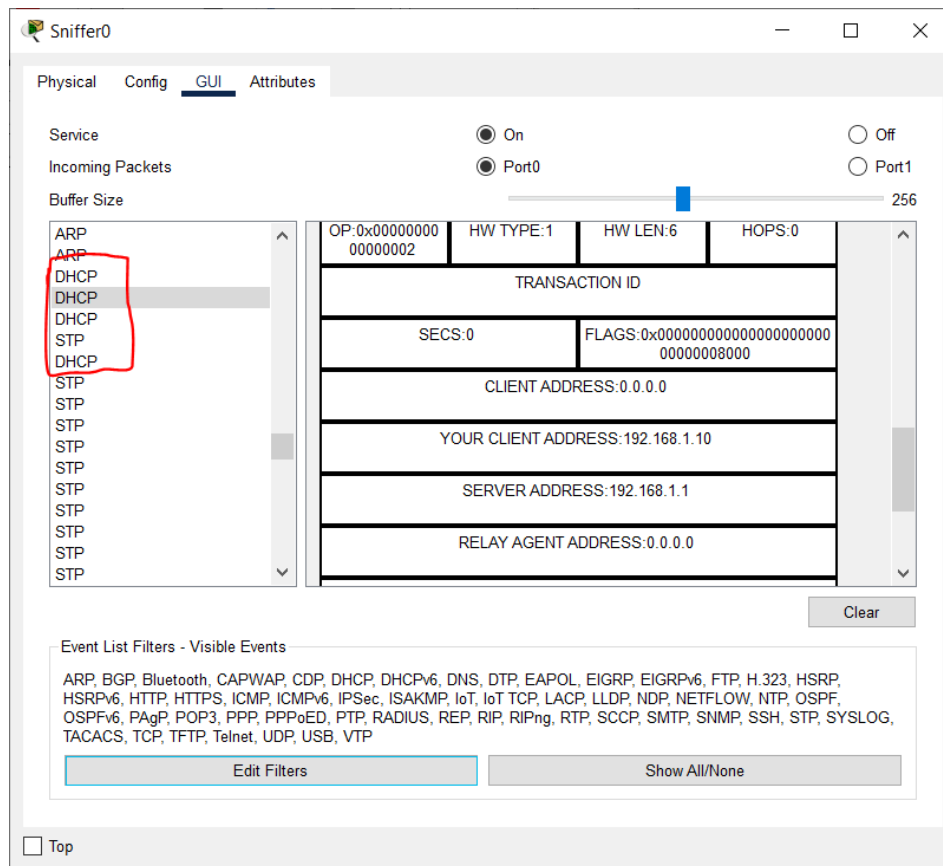 Sniffer0
Physical Config GUI Attributes
Service On Off
Incoming Packets Port0 Port1
Buffer Size 256
ARP
ARP
DHCP
DHCP
DHCP
STP
DHCP
STP
STP
STP
STP
STP
STP
STP
STP
STP
STP
OP:0x00000000
00000002
HW TYPE:1
HW LEN:6
HOPS:0
TRANSACTION ID
SECS:0
FLAGS:0x000000000000000000000
00000008000
CLIENT ADDRESS:0.0.0.0
YOUR CLIENT ADDRESS:192.168.1.10
SERVER ADDRESS:192.168.1.1
RELAY AGENT ADDRESS:0.0.0.0
Clear
Event List Filters - Visible Events
ARP, BGP, Bluetooth, CAPWAP, CDP, DHCP, DHCPv6, DNS, DTP, EAPOL, EIGRP, EIGRPv6, FTP, H.323, HSRP,
HSRPv6, HTTP, HTTPS, ICMP, ICMPv6, IPSec, ISAKMP, IoT, IoT TCP, LACP, LLDP, NDP, NETFLOW, NTP, OSPF,
OSPFv6, PAgP, POP3, PPP, PPPoED, PTP, RADIUS, REP, RIP, RIPng, RTP, SCCP, SMTP, SNMP, SSH, STP, SYSLOG,
TACACS, TCP, TFTP, Telnet, UDP, USB, VTP
Edit Filters Show All/None
Top